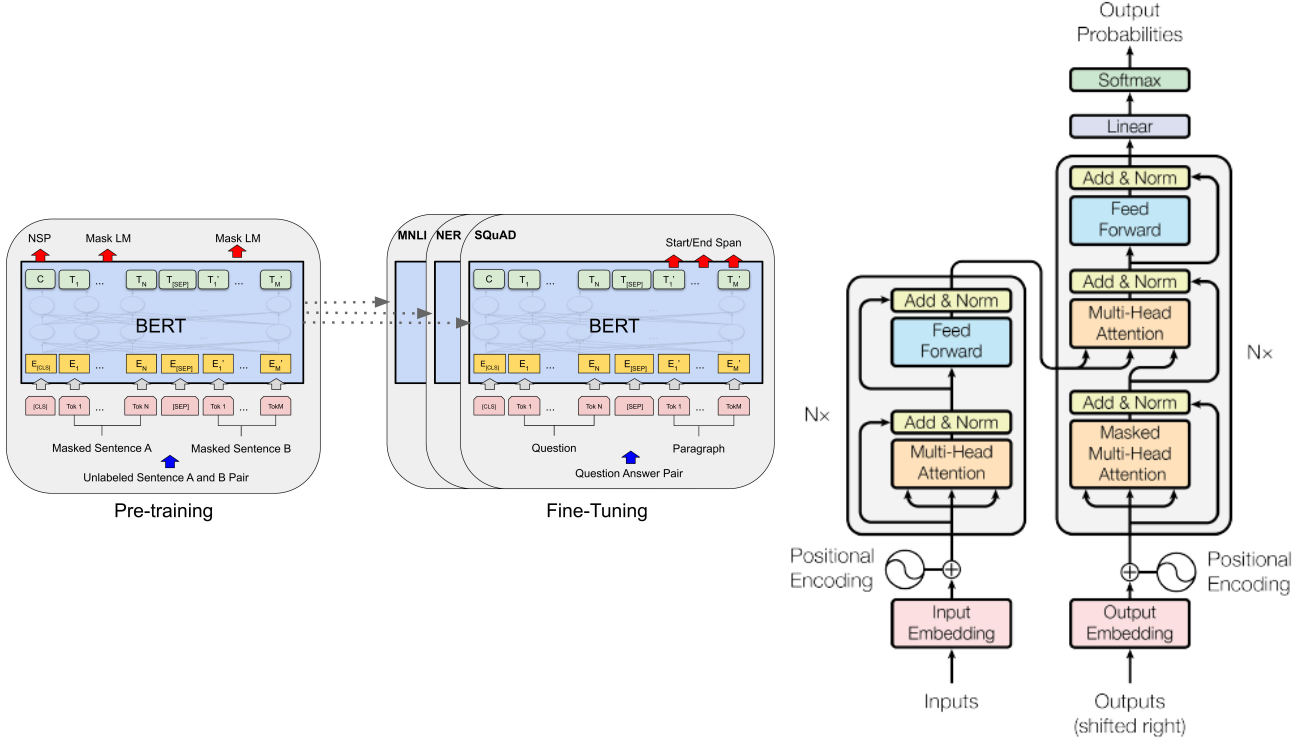 NSP
Mask LM
Mask LM
C
T1
...
TN
T[SEP]
T1'
...
TM'
BERT
E[CLS]
E1
...
EN
E[SEP]
E1'
...
EM'
[CLS]
Tok 1
...
Tok N
[SEP]
Tok 1
...
TokM
Masked Sentence A
Masked Sentence B
Unlabeled Sentence A and B Pair
Pre-training
MNLI
NER
SQuAD
Start/End Span
C
T1
...
TN
T[SEP]
T1'
...
TM'
BERT
E[CLS]
E1
...
EN
E[SEP]
E1'
...
EM'
[CLS]
Tok 1
...
Tok N
[SEP]
Tok 1
...
TokM
Question
Paragraph
Question Answer Pair
Fine-Tuning
Output
Probabilities
Softmax
Linear
Add & Norm
Feed
Forward
Add & Norm
Multi-Head
Attention
Add & Norm
Masked
Multi-Head
Attention
N×
Positional
Encoding
Output
Embedding
Outputs
(shifted right)
Add & Norm
Feed
Forward
Add & Norm
Multi-Head
Attention
N×
Positional
Encoding
Input
Embedding
Inputs